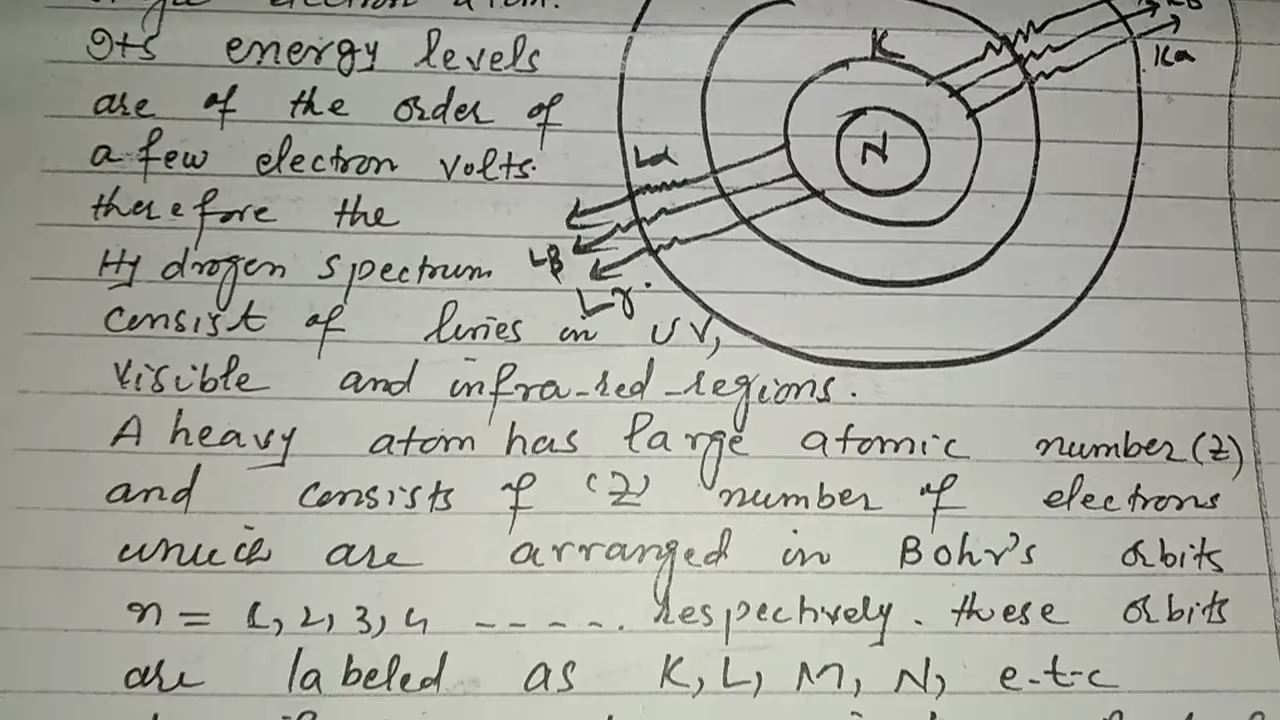 single electron atom.
Its energy levels
are of the order of
a few electron volts.
therefore the
Hydrogen spectrum
consist of lines in UV,
visible and infra-red-regions.
A heavy atom has large atomic number (Z)
and consists of (Z) number of electrons
which are arranged in Bohr's orbits
n = 1, 2, 3, 4 ----- respectively. these orbits
are labeled as K, L, M, N, e-t-c
K
Kα
N
Lα
Lβ
Lγ.